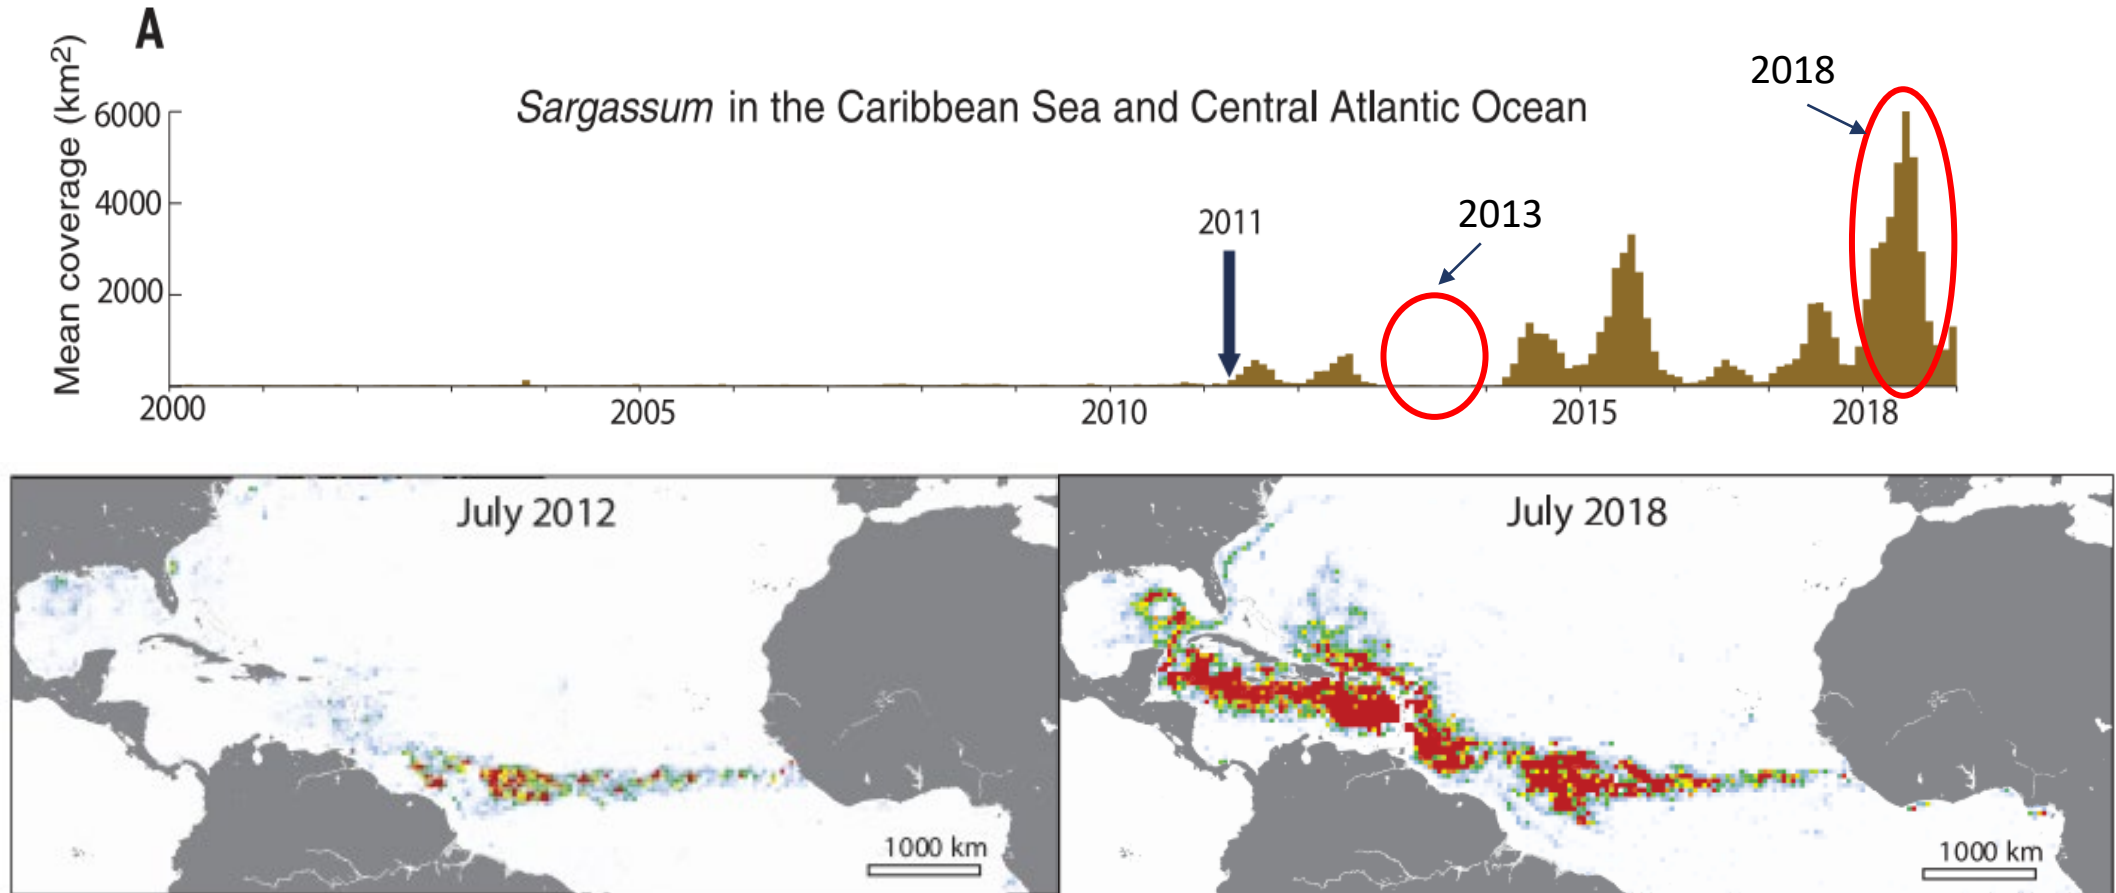 A
Mean coverage (km²)
Sargassum in the Caribbean Sea and Central Atlantic Ocean
6000
4000
2000
2011
2013
2018
2000
2005
2010
2015
2018
July 2012
1000 km
July 2018
1000 km